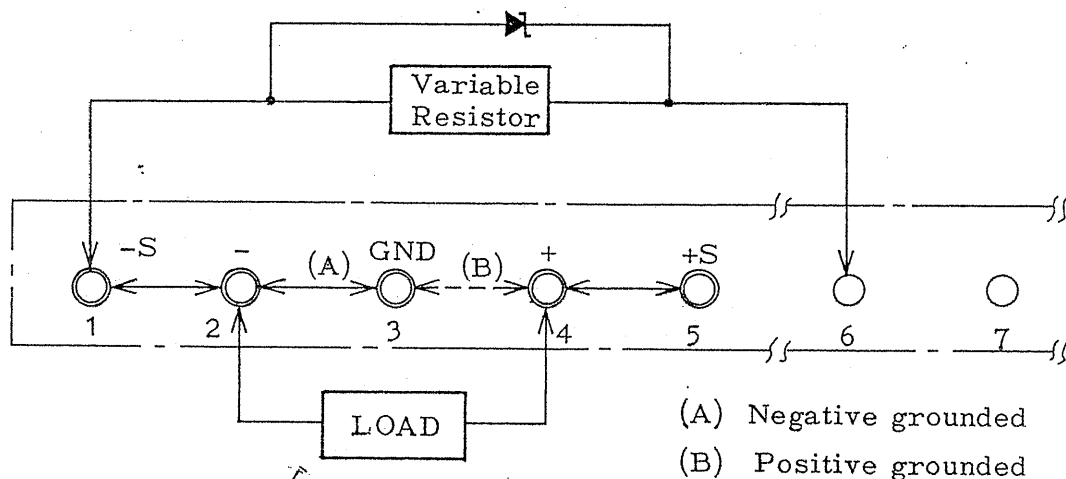 Variable
Resistor
-S - (A) GND (B) + +S
1 2 3 4 5 6 7
LOAD
(A) Negative grounded
(B) Positive grounded